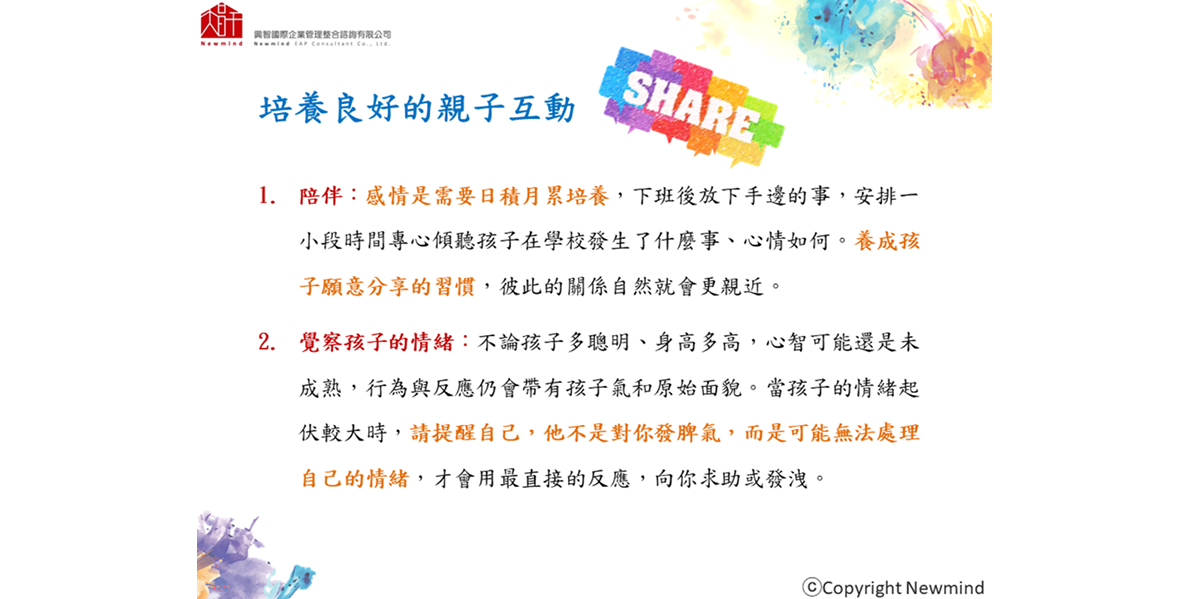 Newmind
興智國際企業管理整合諮詢有限公司
Newmind EAP Consultant Co., Ltd.
培養良好的親子互動
SHARE
1. 陪伴：感情是需要日積月累培養，下班後放下手邊的事，安排一
小段時間專心傾聽孩子在學校發生了什麼事、心情如何。養成孩
子願意分享的習慣，彼此的關係自然就會更親近。
2. 覺察孩子的情緒：不論孩子多聰明、身高多高，心智可能還是未
成熟，行為與反應仍會帶有孩子氣和原始面貌。當孩子的情緒起
伏較大時，請提醒自己，他不是對你發脾氣，而是可能無法處理
自己的情緒，才會用最直接的反應，向你求助或發洩。
ⓒCopyright Newmind